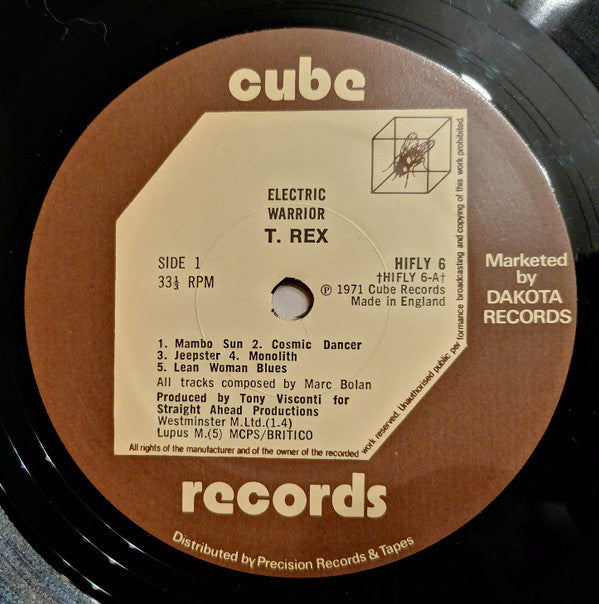 cube
ELECTRIC
WARRIOR
T. REX
SIDE 1
33⅓ RPM
HIFLY 6
†HIFLY 6-A†
℗ 1971 Cube Records
Made in England
1. Mambo Sun 2. Cosmic Dancer
3. Jeepster 4. Monolith
5. Lean Woman Blues
All tracks composed by Marc Bolan
Produced by Tony Visconti for
Straight Ahead Productions
Westminster M.Ltd.(1.4)
Lupus M.(5) MCPS/BRITICO
All rights of the manufacturer and of the owner of the recorded work reserved. Unauthorised public performance broadcasting and copying of this work prohibited.
Marketed
by
DAKOTA
RECORDS
records
Distributed by Precision Records & Tapes